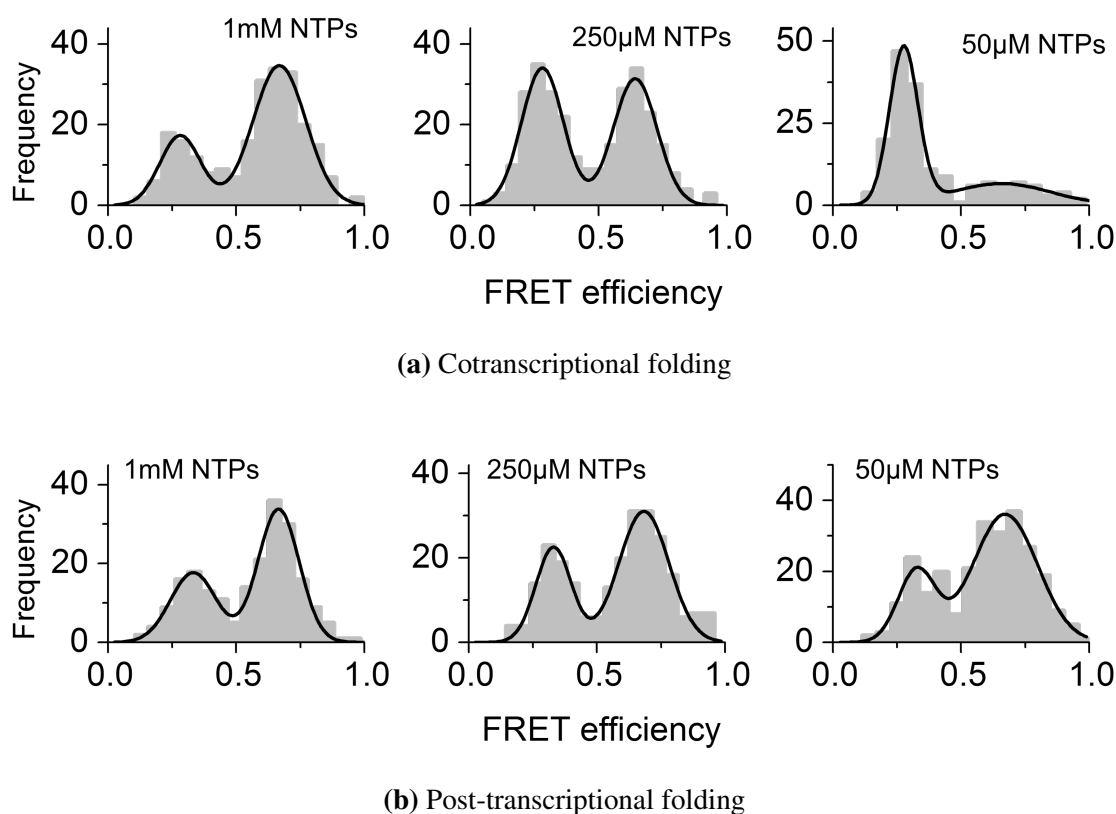 1mM NTPs
250µM NTPs
50µM NTPs
Frequency
40
20
0
0.0 0.5 1.0
40
20
0
0.0 0.5 1.0
50
25
0
0.0 0.5 1.0
FRET efficiency
(a) Cotranscriptional folding
1mM NTPs
250µM NTPs
50µM NTPs
Frequency
40
20
0
0.0 0.5 1.0
40
20
0
0.0 0.5 1.0
40
20
0
0.0 0.5 1.0
FRET efficiency
(b) Post-transcriptional folding